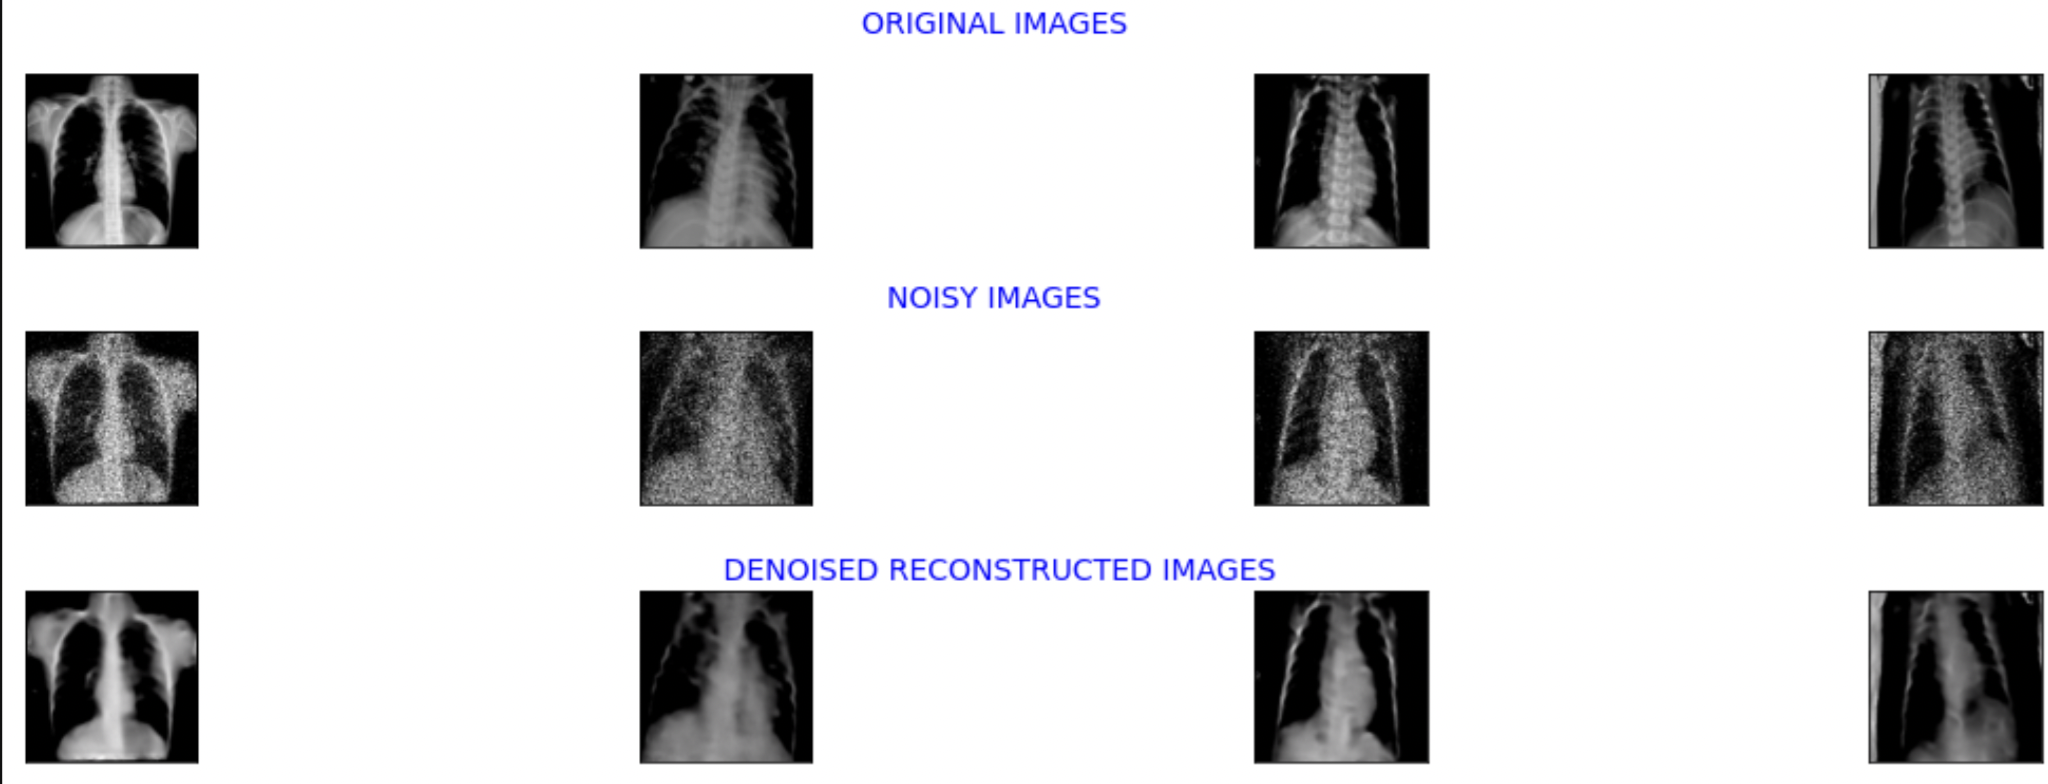 ORIGINAL IMAGES
NOISY IMAGES
DENOISED RECONSTRUCTED IMAGES